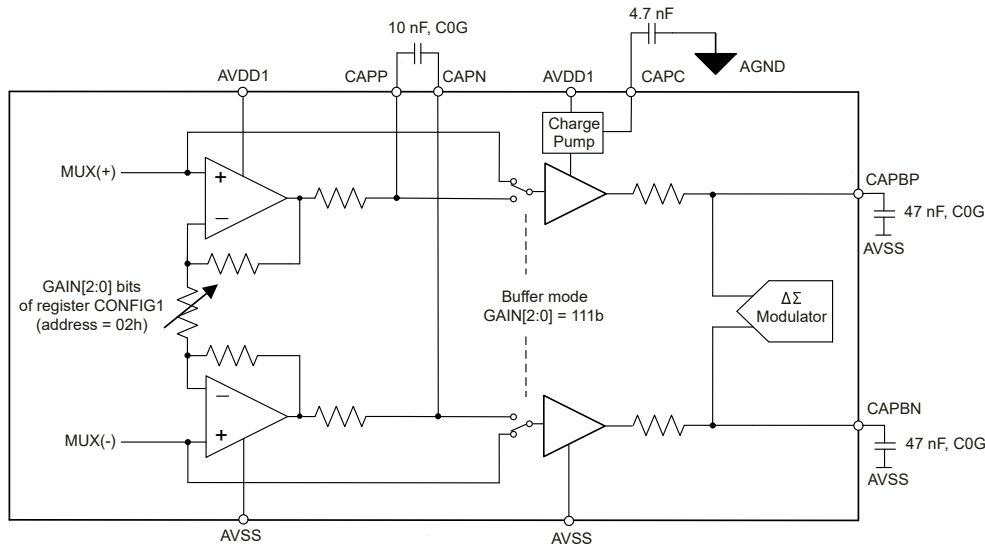 10 nF, C0G
4.7 nF
AGND
AVDD1
CAPP
CAPN
AVDD1
CAPC
Charge
Pump
MUX(+)
+
–
CAPBP
47 nF, C0G
AVSS
GAIN[2:0] bits
of register CONFIG1
(address = 02h)
Buffer mode
GAIN[2:0] = 111b
ΔΣ
Modulator
–
+
MUX(-)
CAPBN
47 nF, C0G
AVSS
AVSS
AVSS